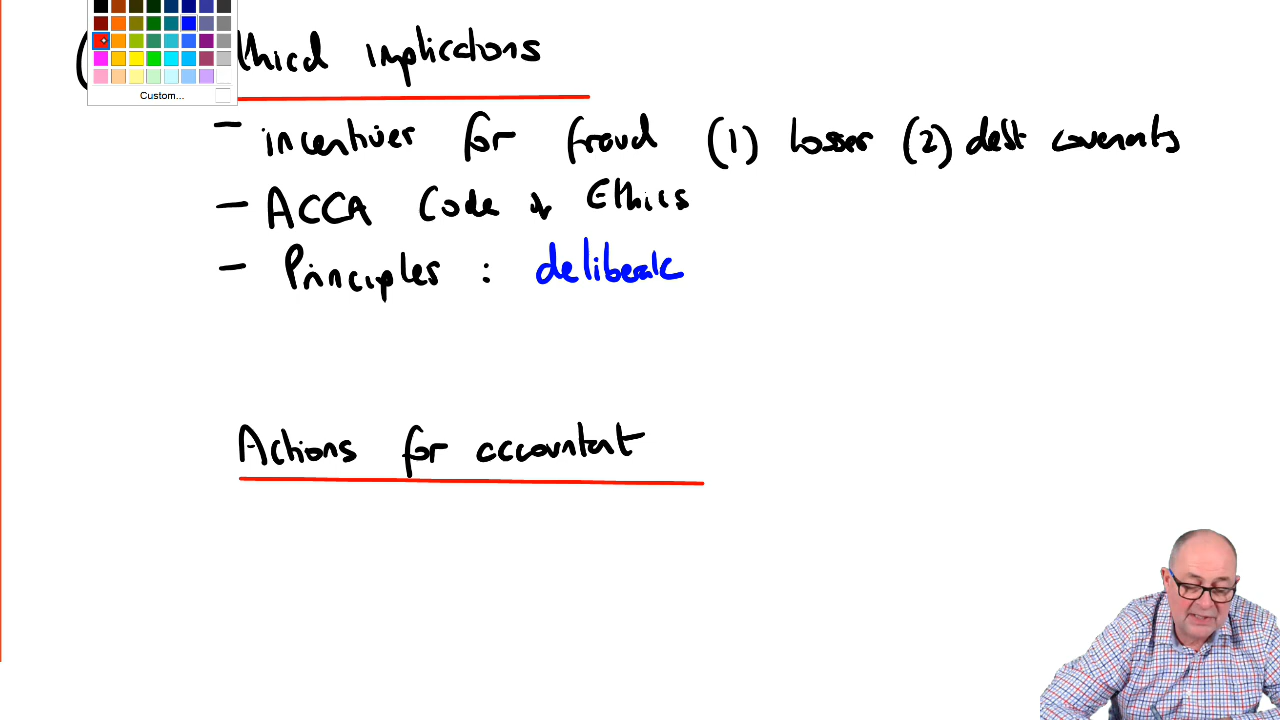 ( thical implications
Custom...
- incentives for fraud (1) losses (2) debt covenants
- ACCA Code of Ethics
- Principles : deliberate
Actions for accountant